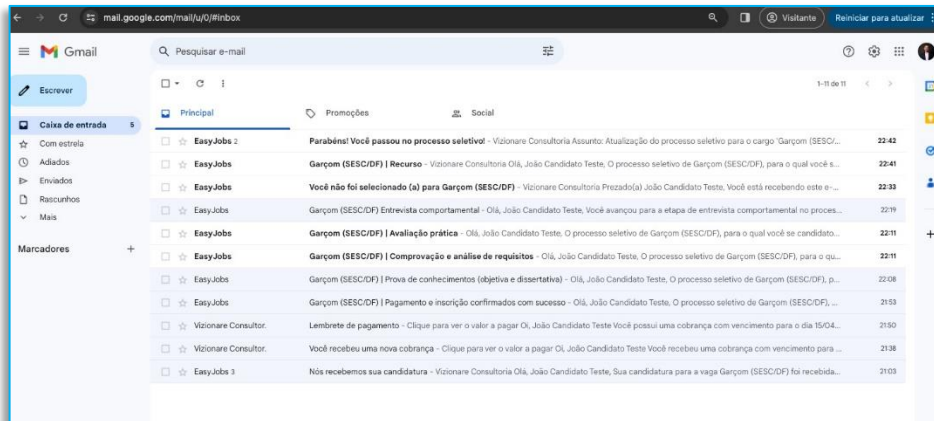 mail.google.com/mail/u/0/#inbox
Visitante
Reiniciar para atualizar
Gmail
Pesquisar e-mail
Escrever
1–11 de 11
Principal
Promoções
Social
Caixa de entrada 5
Com estrela
Adiados
Enviados
Rascunhos
Mais
Marcadores
EasyJobs 2 Parabéns! Você passou no processo seletivo! - Vizionare Consultoria Assunto: Atualização do processo seletivo para o cargo 'Garçom (SESC/... 22:42
EasyJobs Garçom (SESC/DF) | Recurso - Vizionare Consultoria Olá, João Candidato Teste, O processo seletivo de Garçom (SESC/DF), para o qual você s... 22:41
EasyJobs Você não foi selecionado (a) para Garçom (SESC/DF) - Vizionare Consultoria Prezado(a) João Candidato Teste, Você está recebendo este e-... 22:33
EasyJobs Garçom (SESC/DF) Entrevista comportamental - Olá, João Candidato Teste, Você avançou para a etapa de entrevista comportamental no proces... 22:19
EasyJobs Garçom (SESC/DF) | Avaliação prática - Olá, João Candidato Teste, O processo seletivo de Garçom (SESC/DF), para o qual você se candidato... 22:11
EasyJobs Garçom (SESC/DF) | Comprovação e análise de requisitos - Olá, João Candidato Teste, O processo seletivo de Garçom (SESC/DF), para o qu... 22:11
EasyJobs Garçom (SESC/DF) | Prova de conhecimentos (objetiva e dissertativa) - Olá, João Candidato Teste, O processo seletivo de Garçom (SESC/DF), p... 22:08
EasyJobs Garçom (SESC/DF) | Pagamento e inscrição confirmados com sucesso - Olá, João Candidato Teste, O processo seletivo de Garçom (SESC/DF), ... 21:53
Vizionare Consultor. Lembrete de pagamento - Clique para ver o valor a pagar Oi, João Candidato Teste Você possui uma cobrança com vencimento para o dia 15/04... 21:50
Vizionare Consultor. Você recebeu uma nova cobrança - Clique para ver o valor a pagar Oi, João Candidato Teste Você recebeu uma cobrança com vencimento para ... 21:38
EasyJobs 3 Nós recebemos sua candidatura - Vizionare Consultoria Olá, João Candidato Teste, Sua candidatura para a vaga Garçom (SESC/DF) foi recebida... 21:03